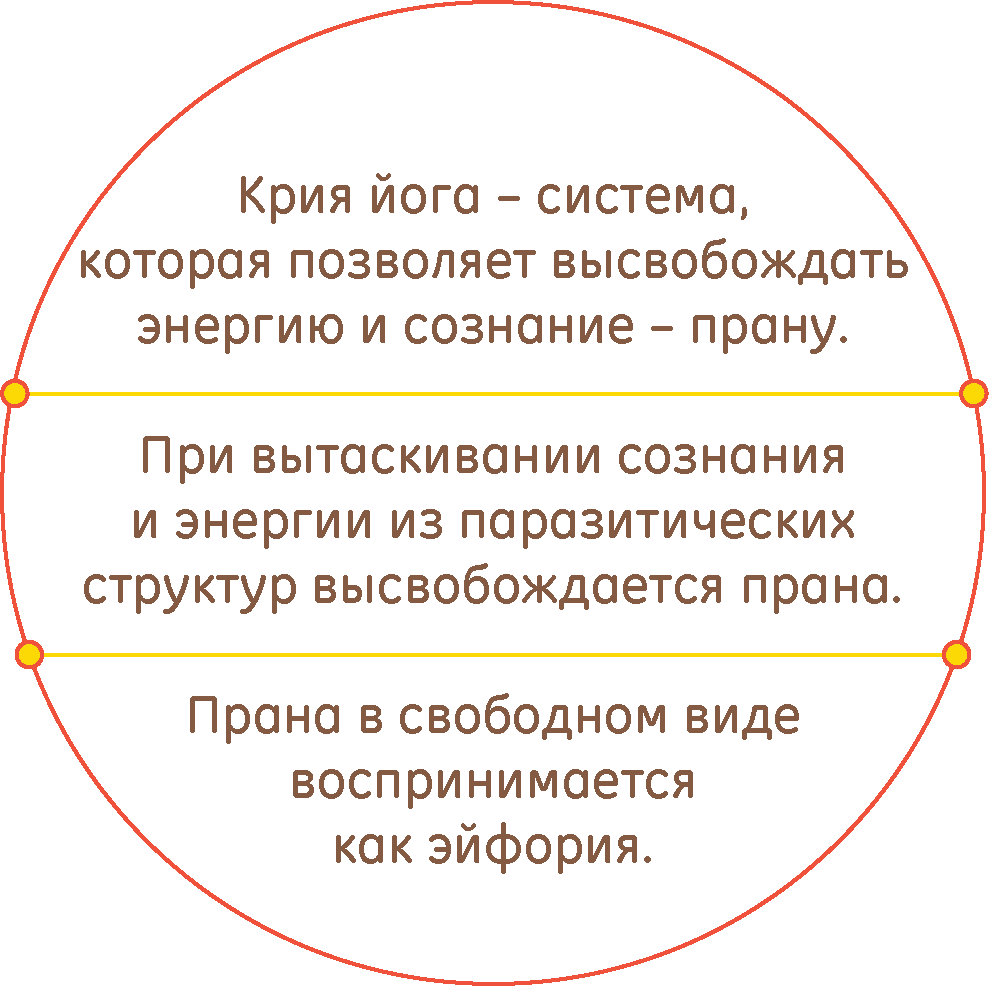 Крия йога – система,
которая позволяет высвобождать
энергию и сознание – прану.
При вытаскивании сознания
и энергии из паразитических
структур высвобождается прана.
Прана в свободном виде
воспринимается
как эйфория.